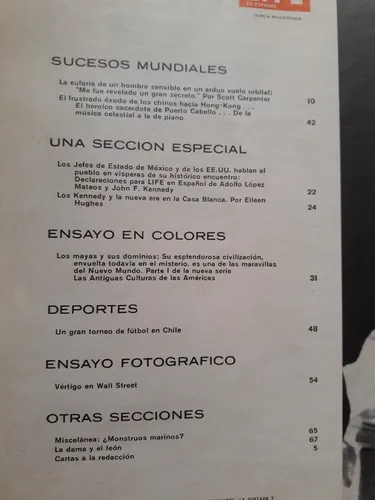 EN ESPAÑOL
SUCESOS MUNDIALES
La euforia de un hombre sensible en un arduo vuelo orbital:
"Me fue revelado un gran secreto." Por Scott Carpenter 10
El frustrado éxodo de los chinos hacia Hong-Kong ...
El heroico sacerdote de Puerto Cabello ... De la
música celestial a la de piano 42
UNA SECCION ESPECIAL
Los Jefes de Estado de México y de los EE.UU. hablan al
pueblo en vísperas de su histórico encuentro:
Declaraciones para LIFE en Español de Adolfo López
Mateos y John F. Kennedy 22
Los Kennedy y la nueva era en la Casa Blanca. Por Eileen
Hughes 24
ENSAYO EN COLORES
Los mayas y sus dominios: Su esplendorosa civilización,
envuelta todavía en el misterio, es una de las maravillas
del Nuevo Mundo. Parte I de la nueva serie
Las Antiguas Culturas de las Américas 31
DEPORTES
Un gran torneo de fútbol en Chile 48
ENSAYO FOTOGRAFICO
Vértigo en Wall Street 54
OTRAS SECCIONES
Miscelánea: ¿Monstruos marinos? 65
La dama y el león 67
Cartas a la redacción 5
LA PORTADA Y